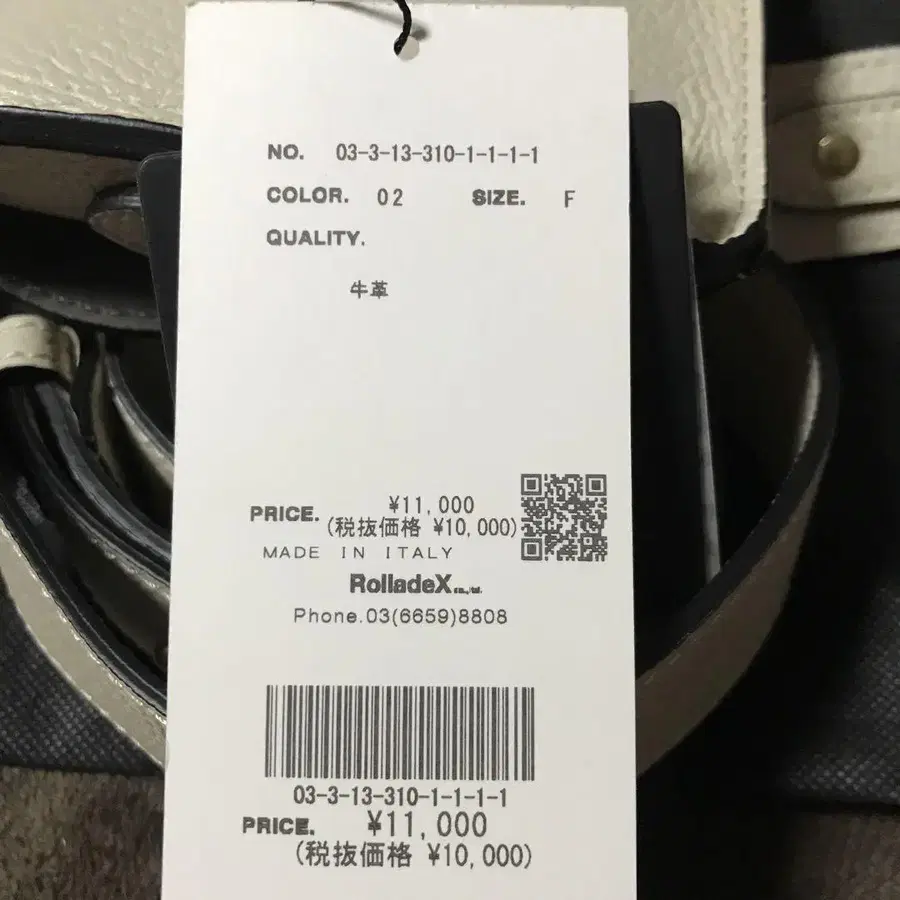 NO. 03-3-13-310-1-1-1-1
COLOR. 02 SIZE. F
QUALITY.
牛革
PRICE. ¥11,000
(税抜価格 ¥10,000)
MADE IN ITALY
RolladeX
Phone.03(6659)8808
03-3-13-310-1-1-1-1
PRICE. ¥11,000
(税抜価格 ¥10,000)